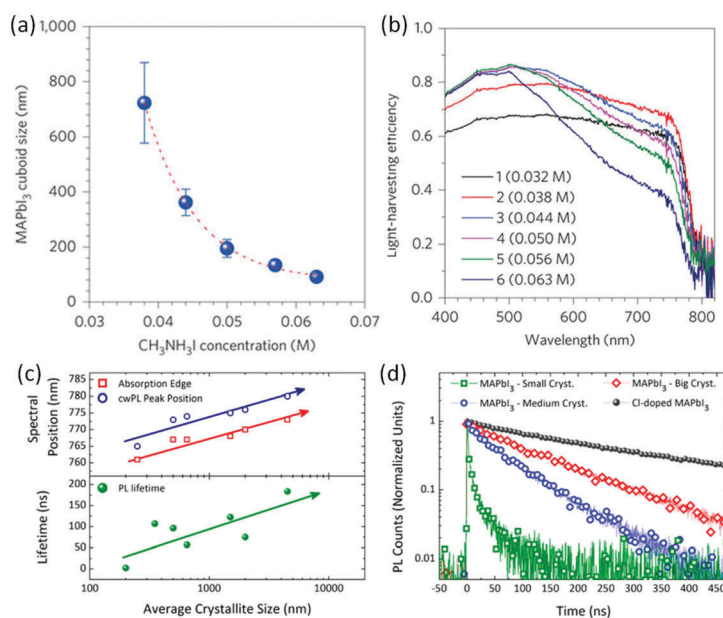 (a)
1,000
800
600
400
200
0
MAPbI₃ cuboid size (nm)
0.03 0.04 0.05 0.06 0.07
CH₃NH₃I concentration (M)
(b)
1.0
0.8
0.6
0.4
0.2
0.0
Light-harvesting efficiency
1 (0.032 M)
2 (0.038 M)
3 (0.044 M)
4 (0.050 M)
5 (0.056 M)
6 (0.063 M)
400 500 600 700 800
Wavelength (nm)
(c)
Absorption Edge
cwPL Peak Position
785
780
775
770
765
760
Spectral
Position(nm)
PL lifetime
200
150
100
50
0
Lifetime (ns)
100 1000 10000
Average Crystallite Size (nm)
(d)
MAPbI₃ - Small Cryst.
MAPbI₃ - Big Cryst.
MAPbI₃ - Medium Cryst.
Cl-doped MAPbI₃
1
0.1
0.01
PL Counts (Normalized Units)
-50 0 50 100 150 200 250 300 350 400 450
Time (ns)